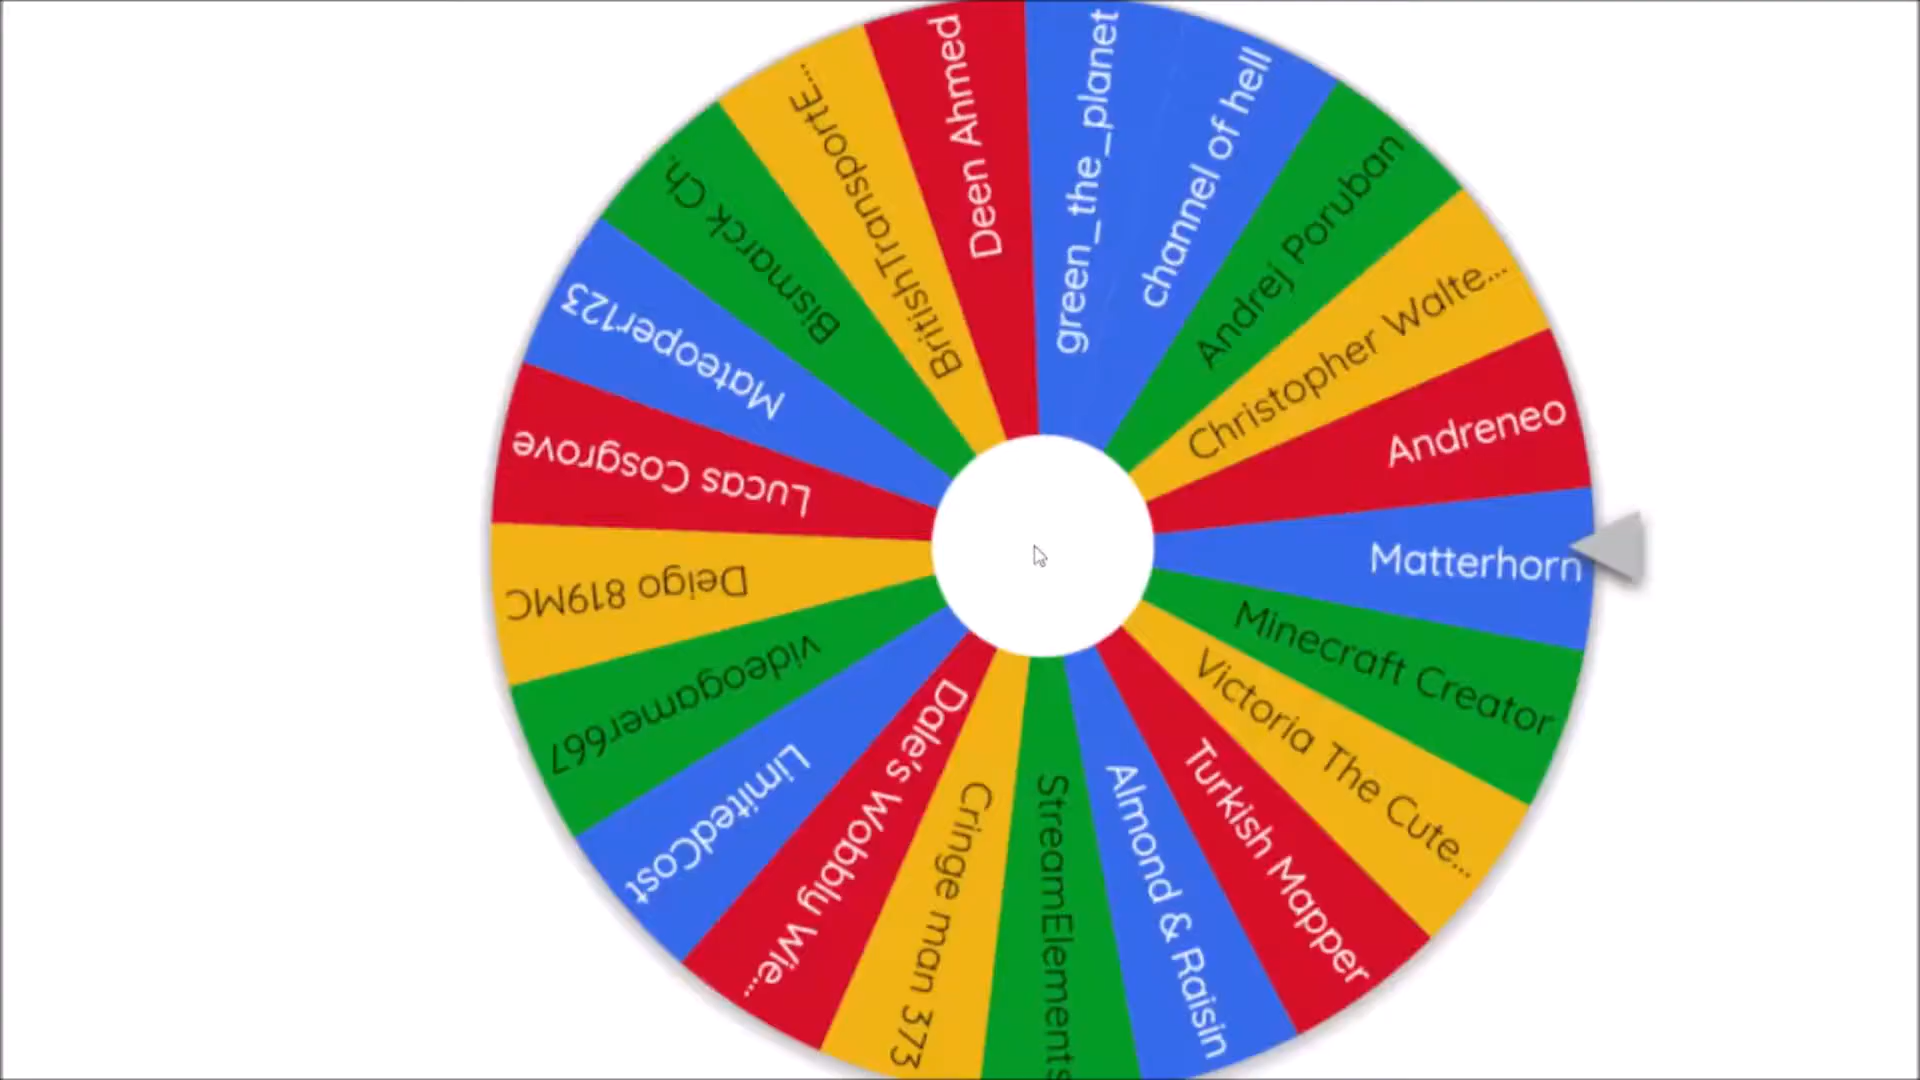 green_the_planet
channel of hell
Andrej Poruban
Christopher Walte...
Andreneo
Matterhorn
Minecraft Creator
Victoria The Cute...
Turkish Mapper
Almond & Raisin
StreamElements
Cringe man 373
Dale's Wobbly Wie...
LimitedCost
videogamer667
Deigo 819MC
Lucas Cosgrove
Mateoper123
Bismarck Ch.
BritishTransportE...
Deen Ahmed